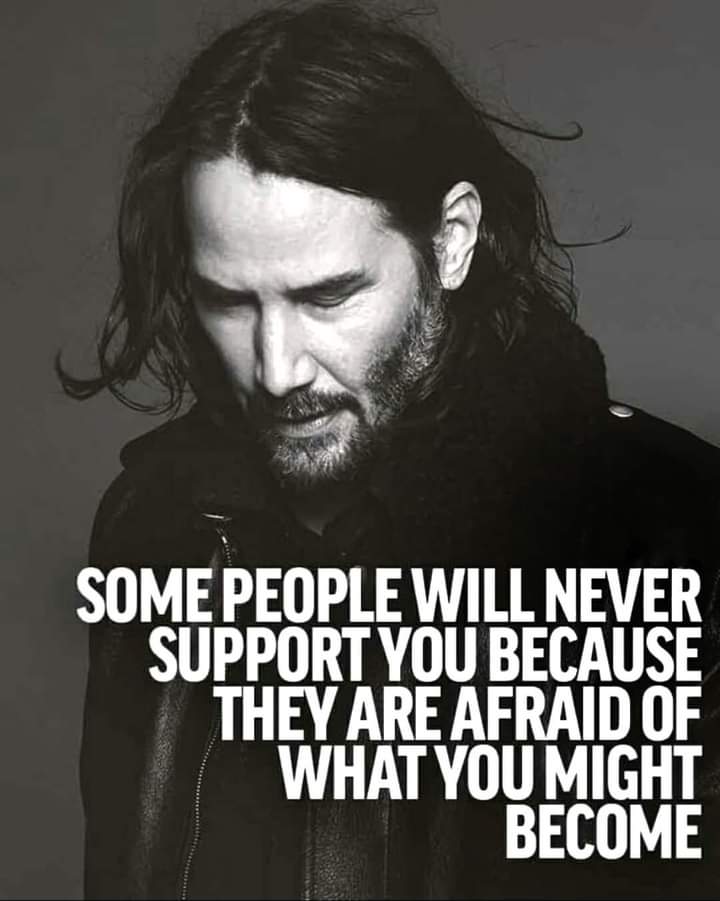 SOME PEOPLE WILL NEVER
SUPPORT YOU BECAUSE
THEY ARE AFRAID OF
WHAT YOU MIGHT
BECOME